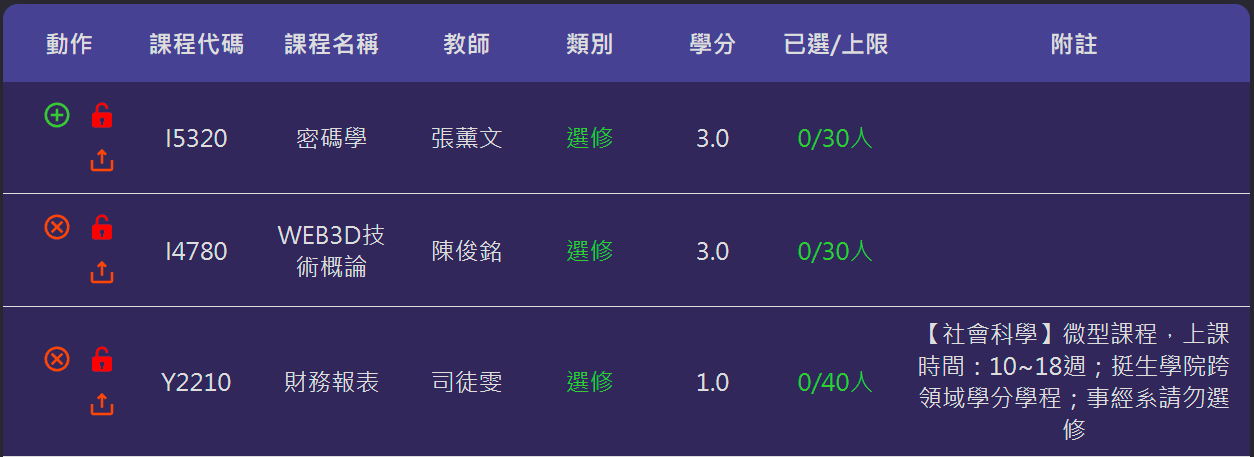 動作 課程代碼 課程名稱 教師 類別 學分 已選/上限 附註
I5320 密碼學 張薰文 選修 3.0 0/30人
I4780 WEB3D技
術概論 陳俊銘 選修 3.0 0/30人
Y2210 財務報表 司徒雯 選修 1.0 0/40人
【社會科學】微型課程，上課
時間：10~18週；挺生學院跨
領域學分學程；事經系請勿選
修